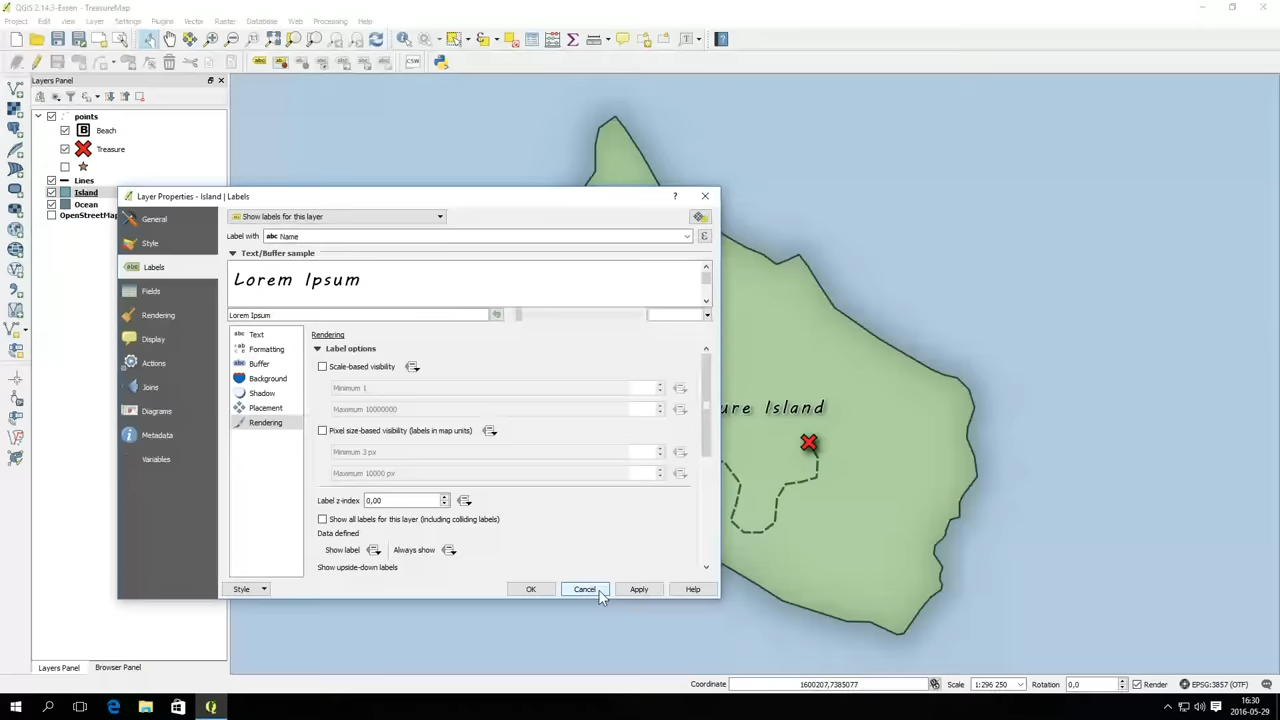 QGIS 2.14.3-Essen - TreasureMap
Project Edit View Layer Settings Plugins Vector Raster Database Web Processing Help
CSW
Layers Panel
points
B Beach
Treasure
Lines
Island
Ocean
OpenStreetMap
Layer Properties - Island | Labels
General
Style
Labels
Fields
Rendering
Display
Actions
Joins
Diagrams
Metadata
Variables
Show labels for this layer
Label with abc Name
Text/Buffer sample
Lorem Ipsum
Lorem Ipsum
Text
Formatting
Buffer
Background
Shadow
Placement
Rendering
Rendering
Label options
Scale-based visibility
Minimum 1
Maximum 10000000
Pixel size-based visibility (labels in map units)
Minimum 3 px
Maximum 10000 px
Label z-index 0,00
Show all labels for this layer (including colliding labels)
Data defined
Show label Always show
Show upside-down labels
Style OK Cancel Apply Help
ure Island
Layers Panel Browser Panel
Coordinate 1600207,7385077 Scale 1:296 250 Rotation 0,0 Render EPSG:3857 (OTF)
16:30
2016-05-29